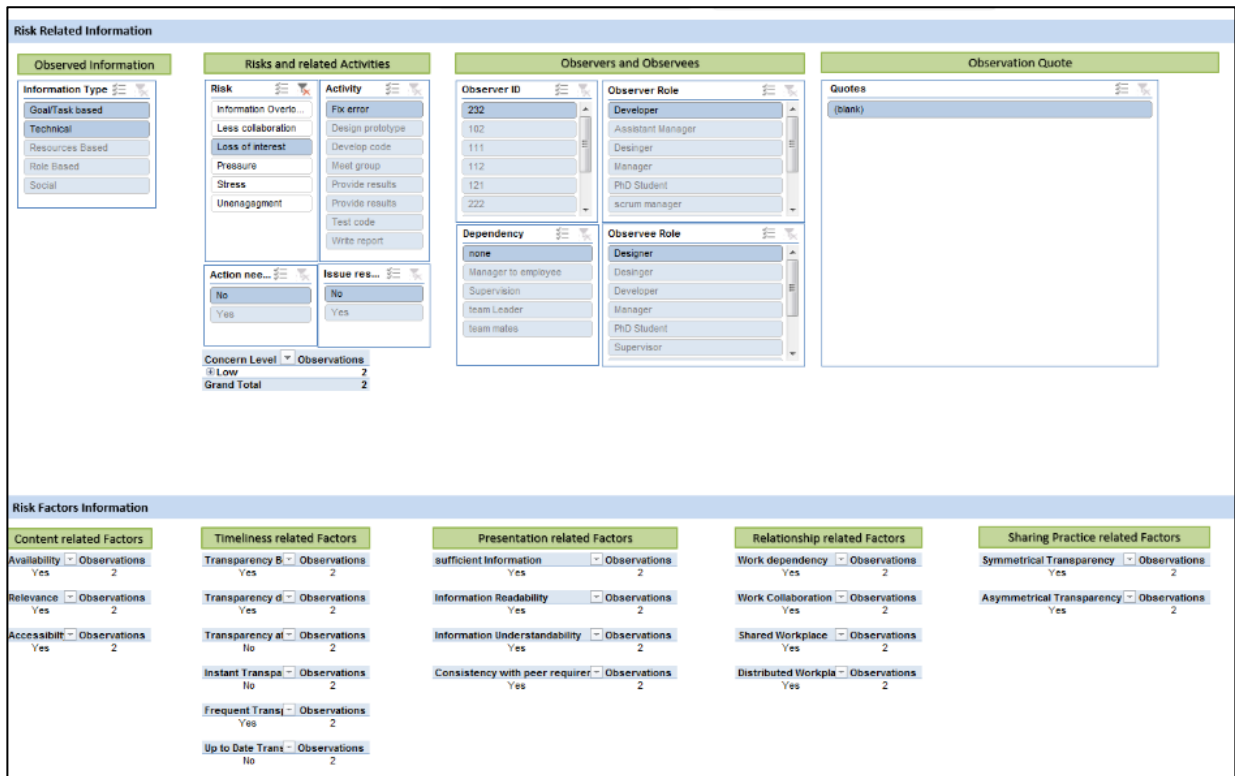 Risk Related Information
Observed Information
Risks and related Activities
Observers and Observees
Observation Quote
Information Type
Goal/Task based
Technical
Resources Based
Role Based
Social
Risk
Information Overlo...
Less collaboration
Loss of interest
Pressure
Stress
Unenagagment
Activity
Fix error
Design prototype
Develop code
Meet group
Provide results
Provide results
Test code
Write report
Action nee...
No
Yes
Issue res...
No
Yes
Concern Level Observations
Low 2
Grand Total 2
Observer ID
232
102
111
112
121
222
Observer Role
Developer
Assistant Manager
Desinger
Manager
PhD Student
scrum manager
Dependency
none
Manager to employee
Supervision
team Leader
team mates
Observee Role
Designer
Desinger
Developer
Manager
PhD Student
Supervisor
Quotes
(blank)
Risk Factors Information
Content related Factors
Availability Observations
Yes 2
Relevance Observations
Yes 2
Accessibilt Observations
Yes 2
Timeliness related Factors
Transparency B Observations
Yes 2
Transparency d Observations
Yes 2
Transparency at Observations
No 2
Instant Transpa Observations
No 2
Frequent Transp Observations
Yes 2
Up to Date Trans Observations
No 2
Presentation related Factors
sufficient Information Observations
Yes 2
Information Readability Observations
Yes 2
Information Understandability Observations
Yes 2
Consistency with peer requirer Observations
Yes 2
Relationship related Factors
Work dependency Observations
Yes 2
Work Collaboration Observations
Yes 2
Shared Workplace Observations
Yes 2
Distributed Workpla Observations
Yes 2
Sharing Practice related Factors
Symmetrical Transparency Observations
Yes 2
Asymmetrical Transparency Observations
Yes 2